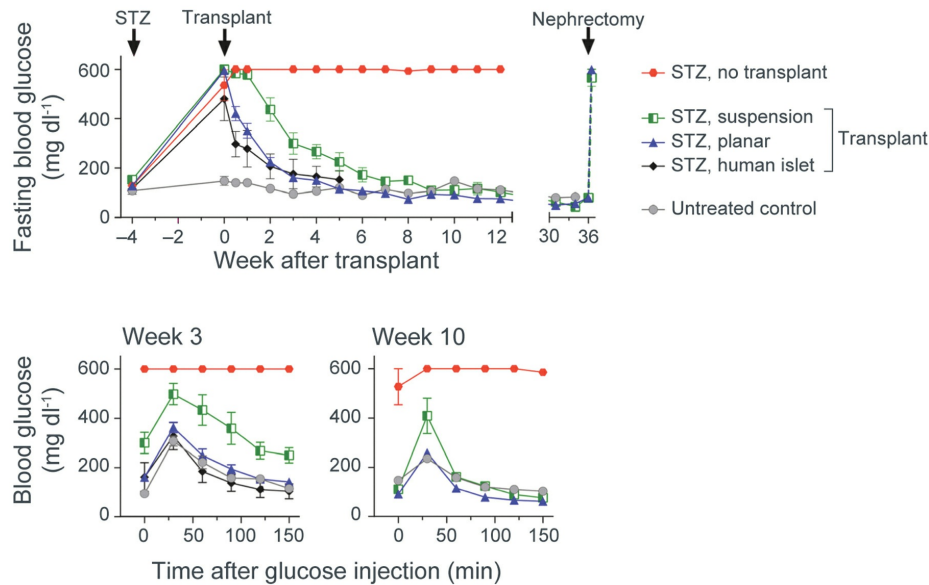 STZ
Transplant
Nephrectomy
Fasting blood glucose
(mg dl⁻¹)
600
400
200
0
–4
–2
0
2
4
6
8
10
12
30
36
Week after transplant
STZ, no transplant
STZ, suspension
STZ, planar
STZ, human islet
Transplant
Untreated control
Week 3
Week 10
Blood glucose
(mg dl⁻¹)
600
400
200
0
0
50
100
150
600
400
200
0
0
50
100
150
Time after glucose injection (min)